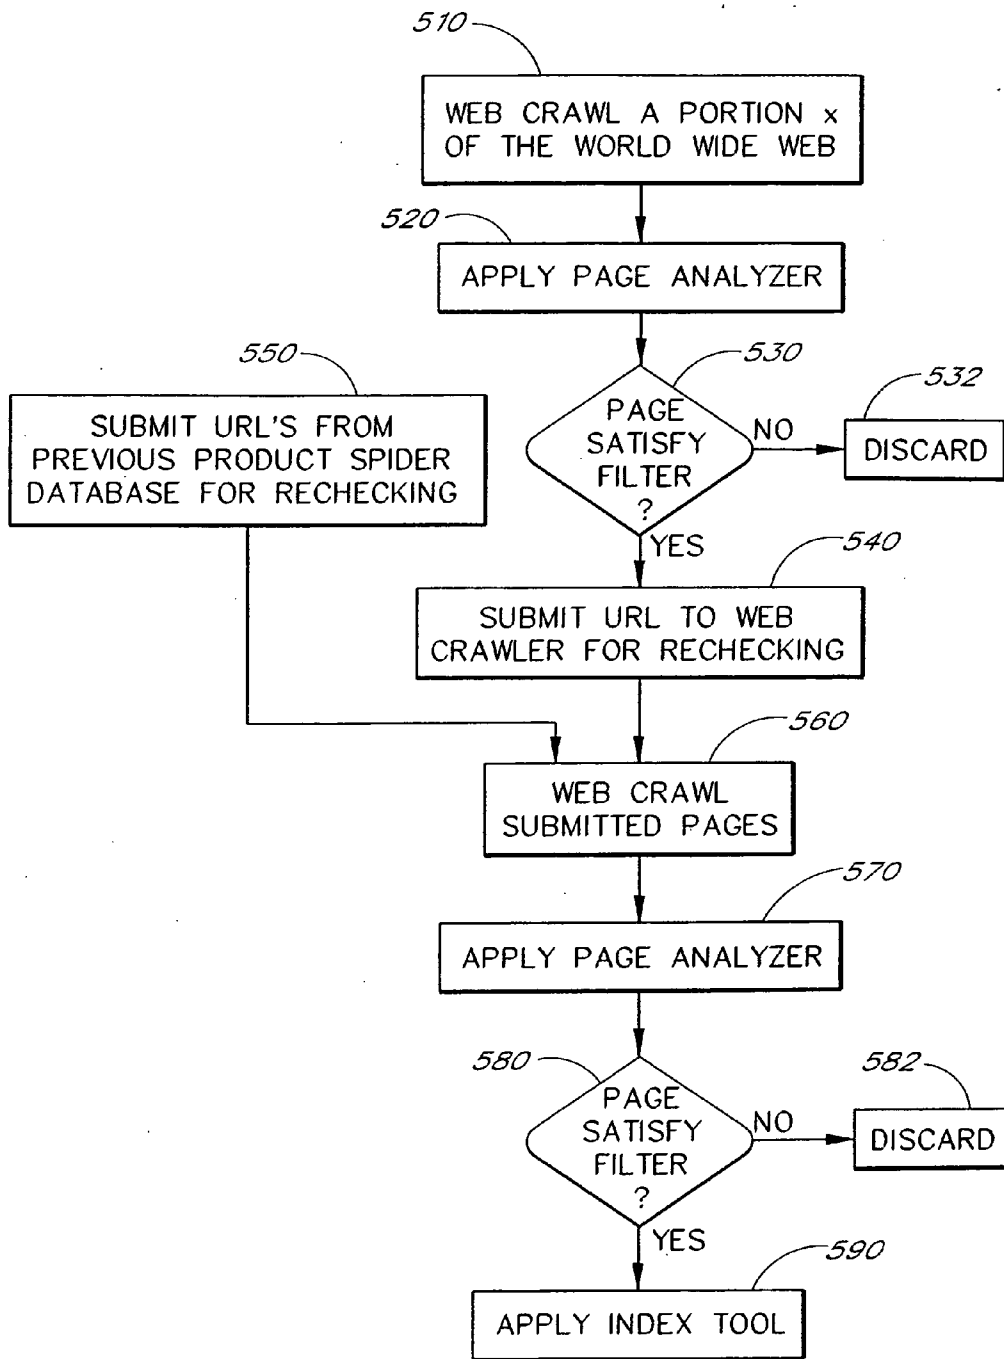 510
WEB CRAWL A PORTION x
OF THE WORLD WIDE WEB
520
APPLY PAGE ANALYZER
530
PAGE
SATISFY
FILTER
?
NO
532
DISCARD
YES
550
SUBMIT URL'S FROM
PREVIOUS PRODUCT SPIDER
DATABASE FOR RECHECKING
540
SUBMIT URL TO WEB
CRAWLER FOR RECHECKING
560
WEB CRAWL
SUBMITTED PAGES
570
APPLY PAGE ANALYZER
580
PAGE
SATISFY
FILTER
?
NO
582
DISCARD
YES
590
APPLY INDEX TOOL